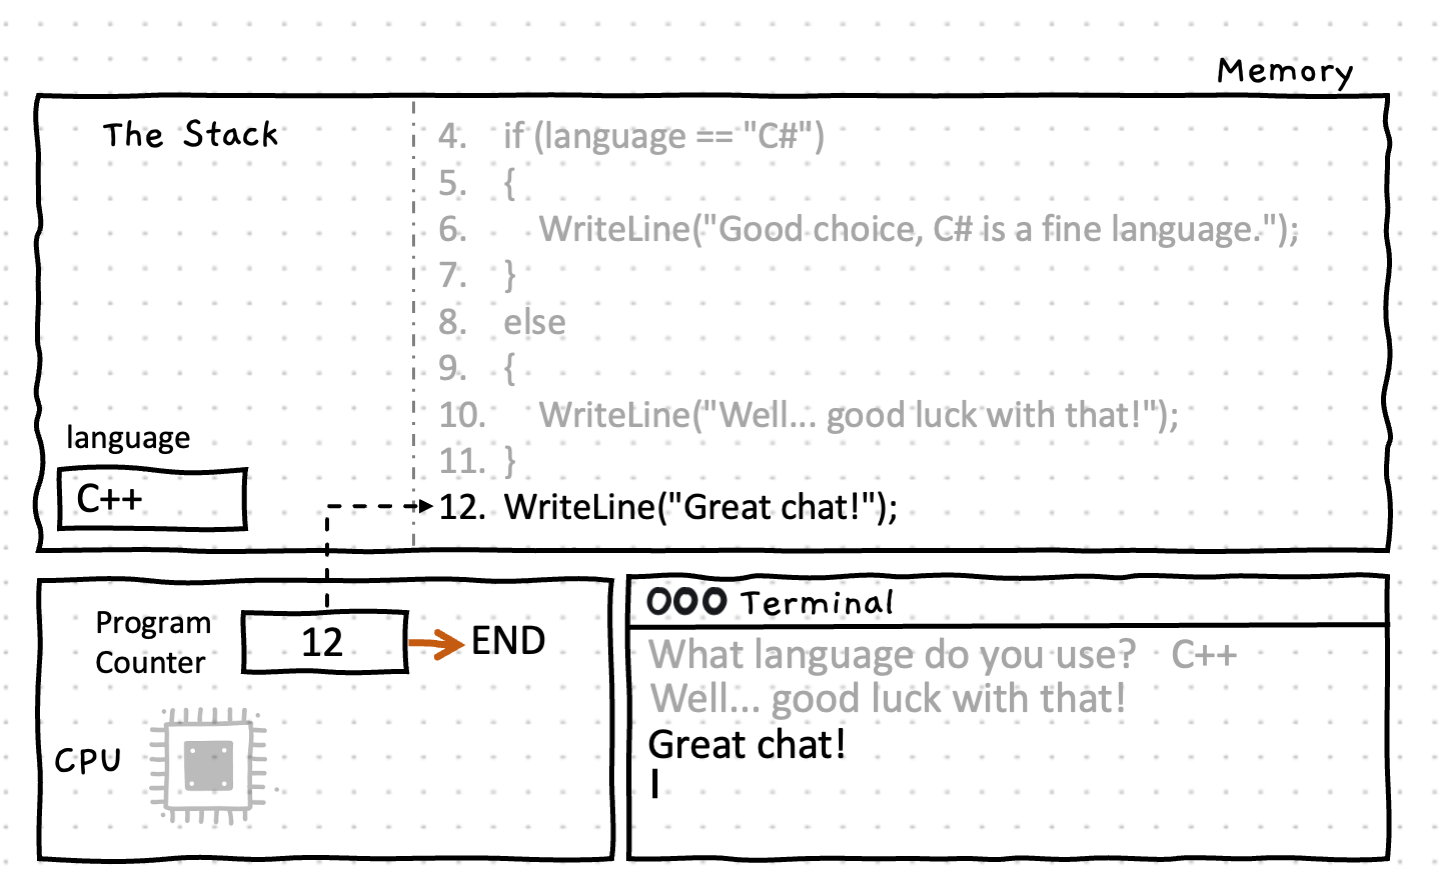 Memory
The Stack
4. if (language == "C#")
5. {
6. WriteLine("Good choice, C# is a fine language.");
7. }
8. else
9. {
10. WriteLine("Well... good luck with that!");
11. }
12. WriteLine("Great chat!");
language
C++
Program
Counter
12
END
CPU
Terminal
What language do you use? C++
Well... good luck with that!
Great chat!